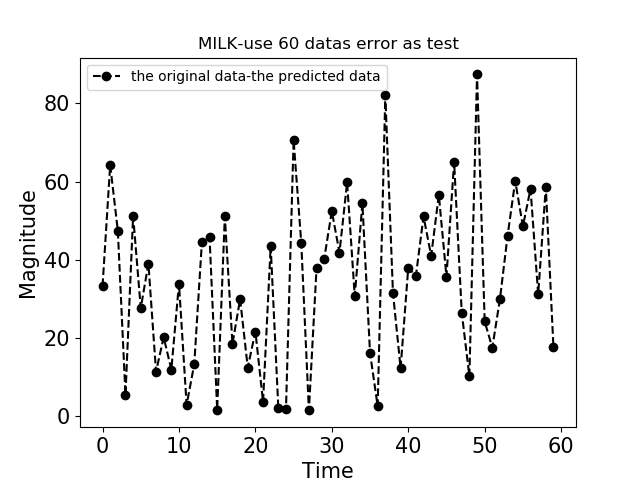 MILK-use 60 datas error as test
the original data-the predicted data
Magnitude
80
60
40
20
0
0 10 20 30 40 50 60
Time